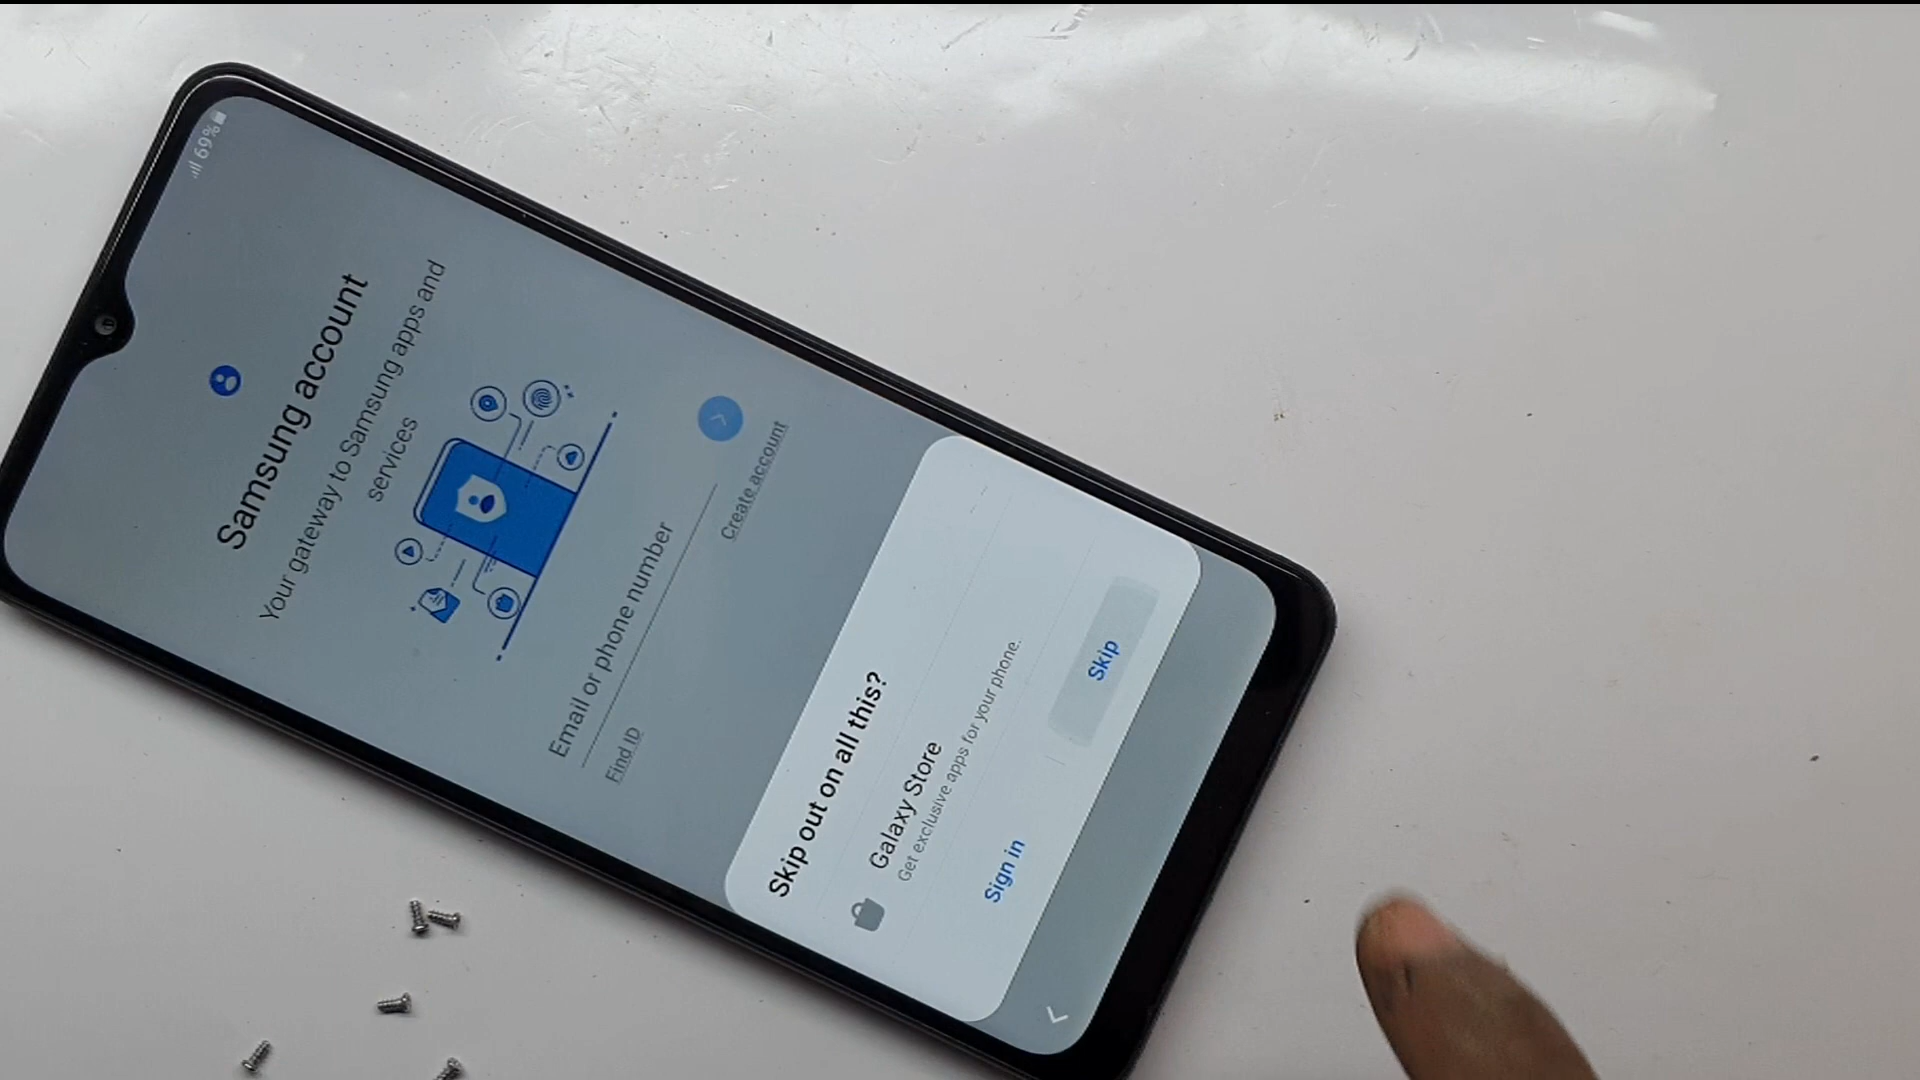 69%
Samsung account
Your gateway to Samsung apps and
services
Email or phone number
Find ID
Create account
Skip out on all this?
Galaxy Store
Get exclusive apps for your phone.
Sign in
Skip